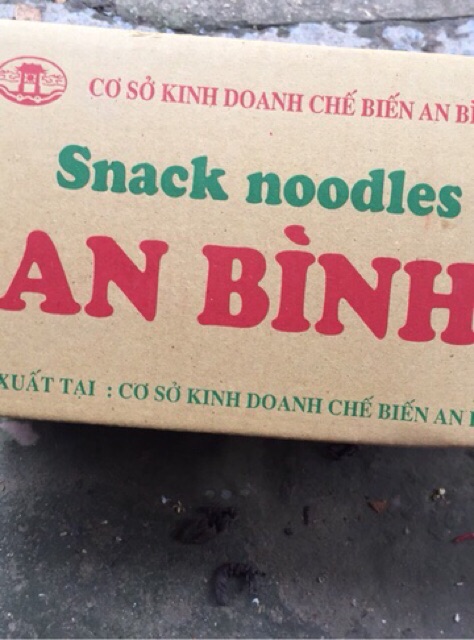 CƠ SỞ KINH DOANH CHẾ BIẾN AN
Snack noodles
AN BÌNH
XUẤT TẠI : CƠ SỞ KINH DOANH CHẾ BIẾN AN